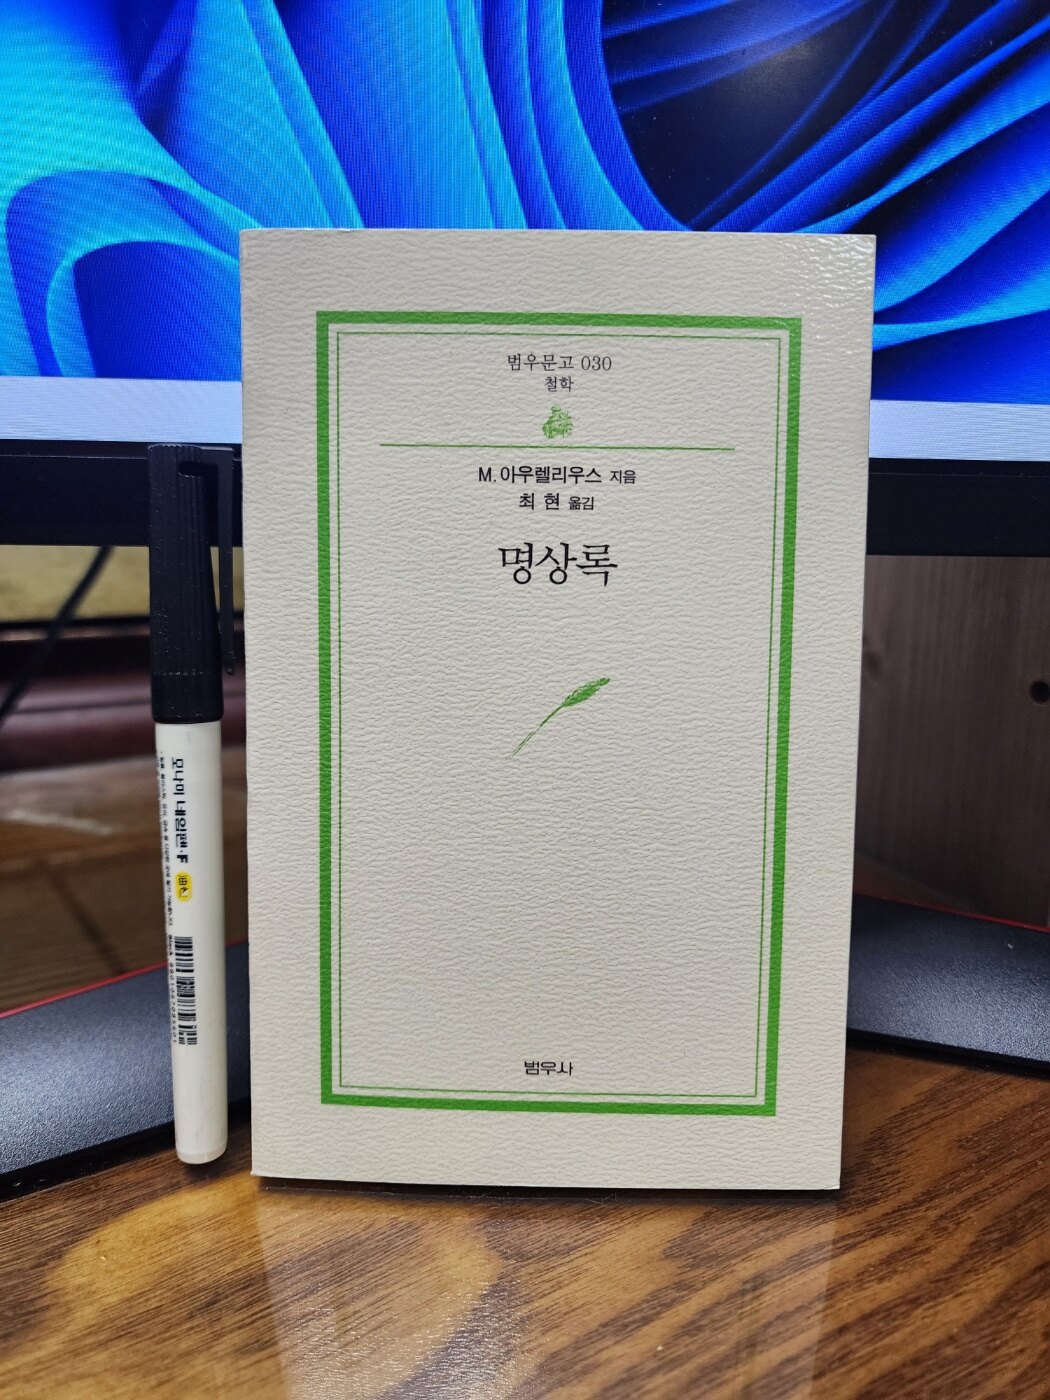 범우문고 030
철학
M. 아우렐리우스 지음
최 현 옮김
명상록
범우사
모나미 네임펜·F